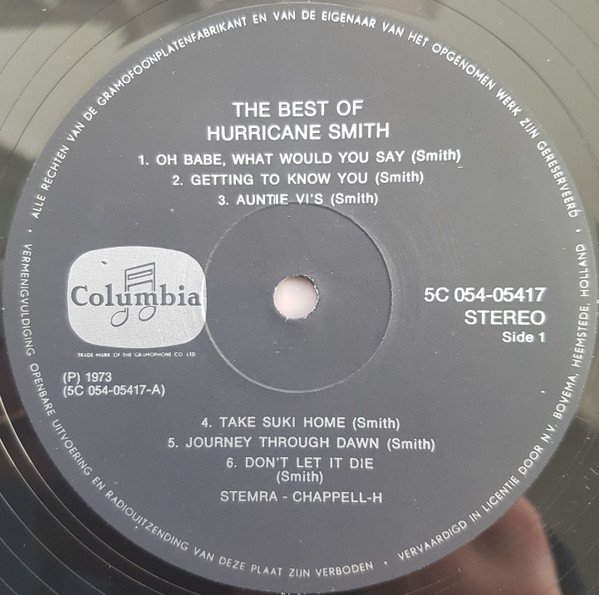 • ALLE RECHTEN VAN DE GRAMOFOONPLATENFABRIKANT EN VAN DE EIGENAAR VAN HET OPGENOMEN WERK ZIJN GERESERVEERD •
THE BEST OF
HURRICANE SMITH
1. OH BABE, WHAT WOULD YOU SAY (Smith)
2. GETTING TO KNOW YOU (Smith)
3. AUNTIE VI'S (Smith)
Columbia
TRADE MARK OF THE GRAMOPHONE CO LTD
5C 054-05417
STEREO
Side 1
(P) 1973
(5C 054-05417-A)
4. TAKE SUKI HOME (Smith)
5. JOURNEY THROUGH DAWN (Smith)
6. DON'T LET IT DIE
(Smith)
STEMRA - CHAPPELL-H
VERMENIGVULDIGING OPENBARE UITVOERING EN RADIOUITZENDING VAN DEZE PLAAT ZIJN VERBODEN • VERVAARDIGD IN LICENTIE DOOR N.V. BOVEMA, HEEMSTEDE, HOLLAND